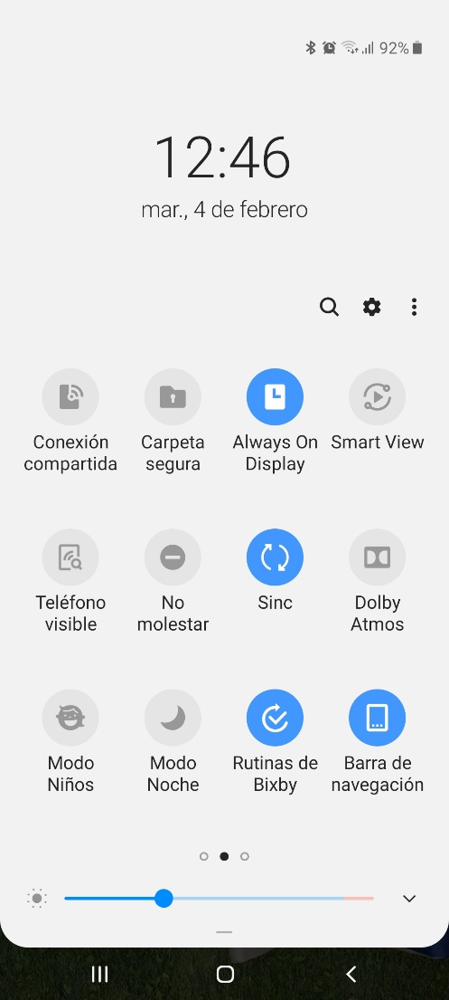 92%
12:46
mar., 4 de febrero
Conexión
compartida
Carpeta
segura
Always On
Display
Smart View
Teléfono
visible
No
molestar
Sinc
Dolby
Atmos
Modo
Niños
Modo
Noche
Rutinas de
Bixby
Barra de
navegación